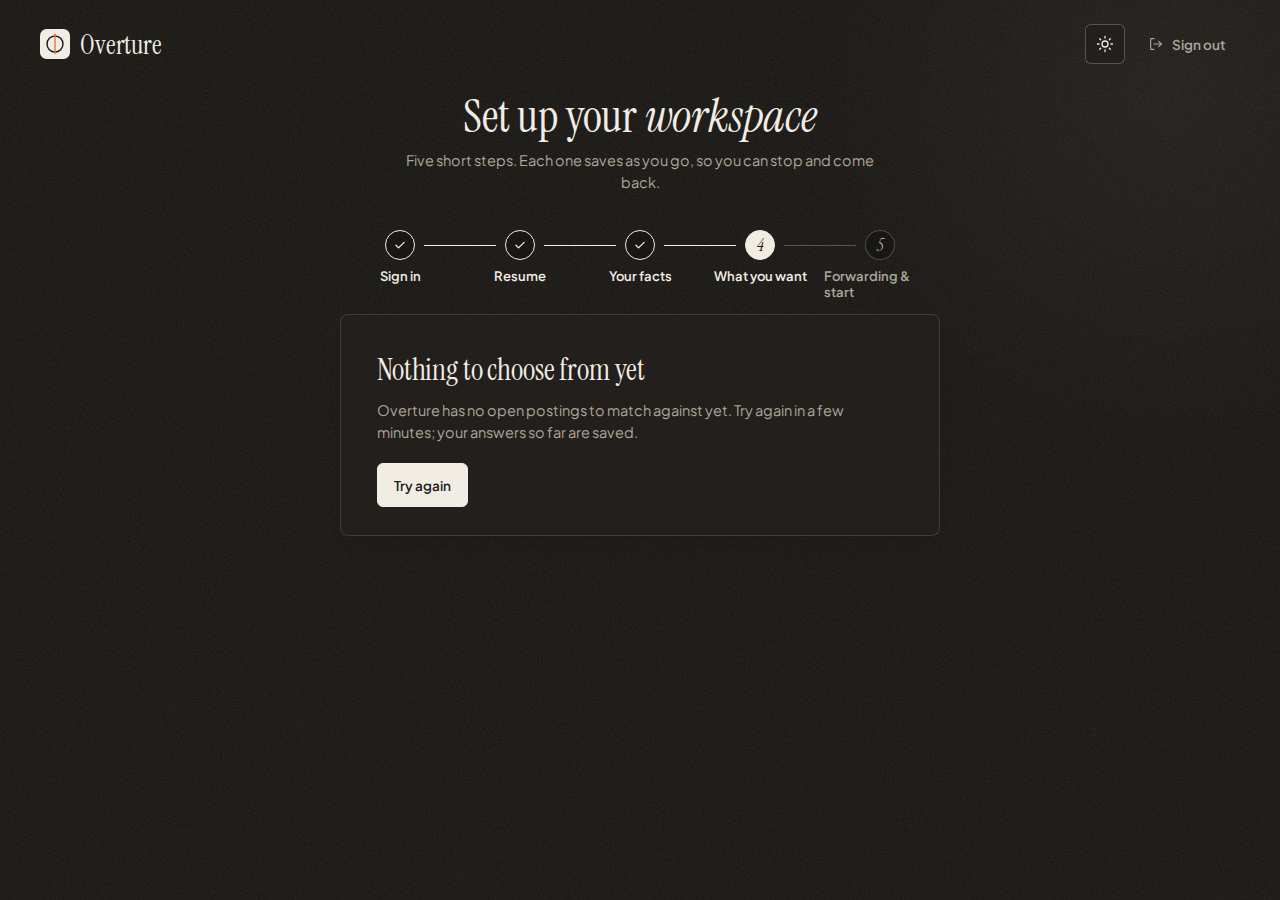 Overture
Sign out
Set up your workspace
Five short steps. Each one saves as you go, so you can stop and come
back.
4
5
Sign in
Resume
Your facts
What you want
Forwarding &
start
Nothing to choose from yet
Overture has no open postings to match against yet. Try again in a few
minutes; your answers so far are saved.
Try again